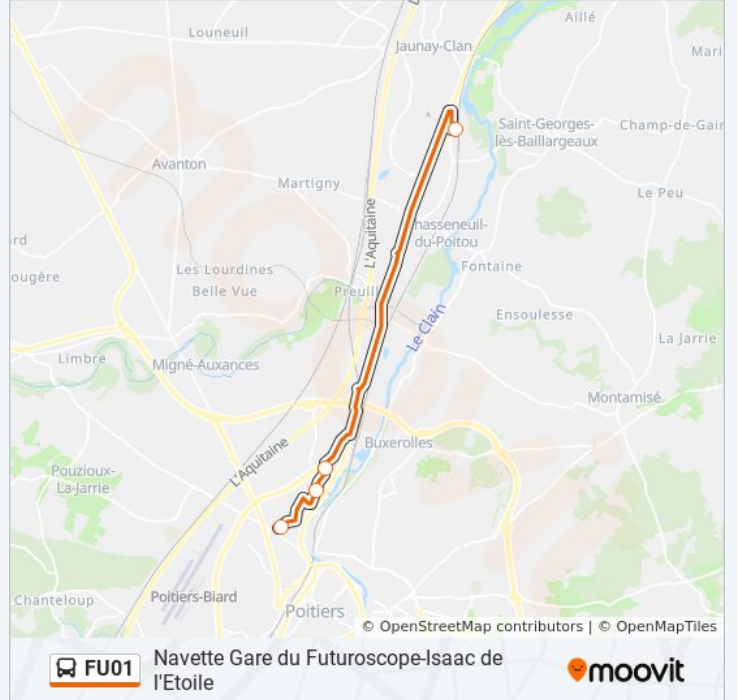 Aillé
Louneuil
Jaunay-Clan
Mari
Saint-Georges-
lès-Baillargeaux
Champ-de-Gair
Avanton
Martigny
Le Peu
L'Aquitaine
hasseneuil-
du-Poitou
rd
ougère
Les Lourdines
Belle Vue
Fontaine
Preuill
Ensoulesse
Le Clain
La Jarrie
Limbre
Migné-Auxances
Montamisé
Buxerolles
L'Aquitaine
Pouzioux-
La-Jarrie
Chanteloup
Poitiers-Biard
Poitiers
© OpenStreetMap contributors | © OpenMapTiles
FU01
Navette Gare du Futuroscope-Isaac de
l'Etoile
moovit